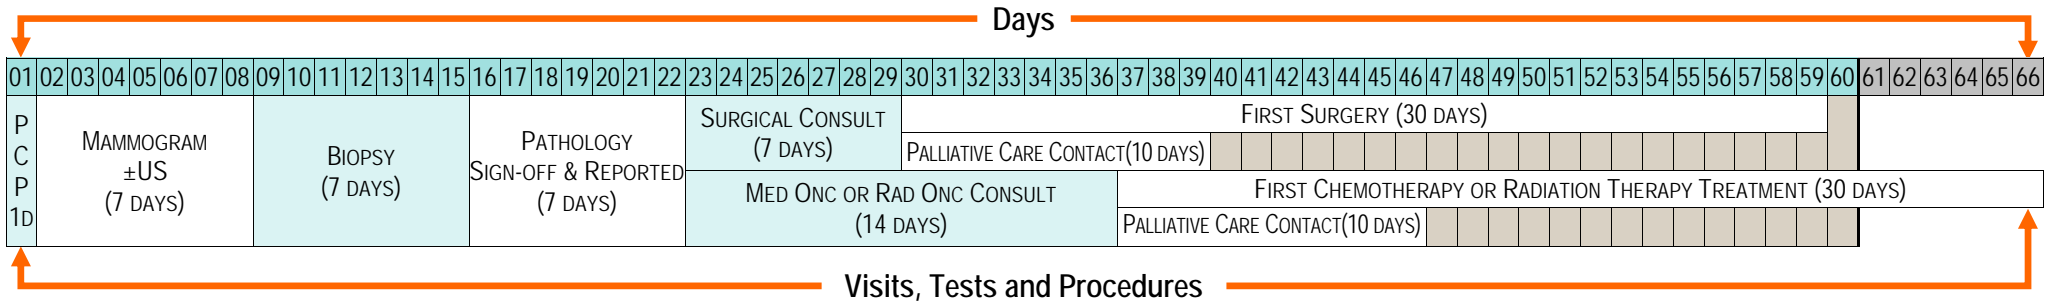 Days
01 02 03 04 05 06 07 08 09 10 11 12 13 14 15 16 17 18 19 20 21 22 23 24 25 26 27 28 29 30 31 32 33 34 35 36 37 38 39 40 41 42 43 44 45 46 47 48 49 50 51 52 53 54 55 56 57 58 59 60 61 62 63 64 65 66
P
C
P
1D
MAMMOGRAM
±US
(7 DAYS)
BIOPSY
(7 DAYS)
PATHOLOGY
SIGN-OFF & REPORTED
(7 DAYS)
SURGICAL CONSULT
(7 DAYS)
FIRST SURGERY (30 DAYS)
PALLIATIVE CARE CONTACT(10 DAYS)
MED ONC OR RAD ONC CONSULT
(14 DAYS)
FIRST CHEMOTHERAPY OR RADIATION THERAPY TREATMENT (30 DAYS)
PALLIATIVE CARE CONTACT(10 DAYS)
Visits, Tests and Procedures